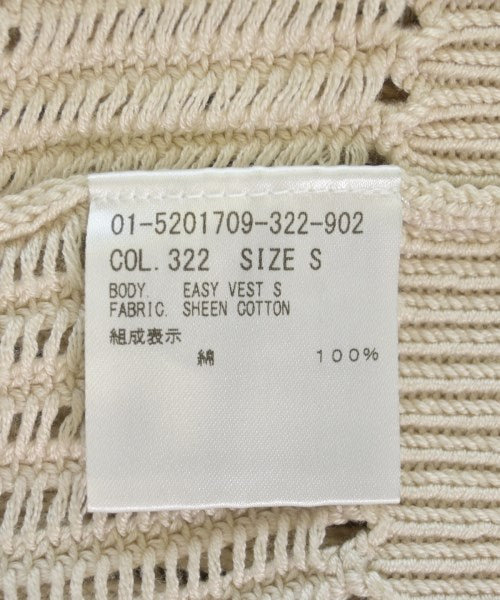 01-5201709-322-902
COL. 322 SIZE S
BODY. EASY VEST S
FABRIC. SHEEN COTTON
組成表示
綿 100%